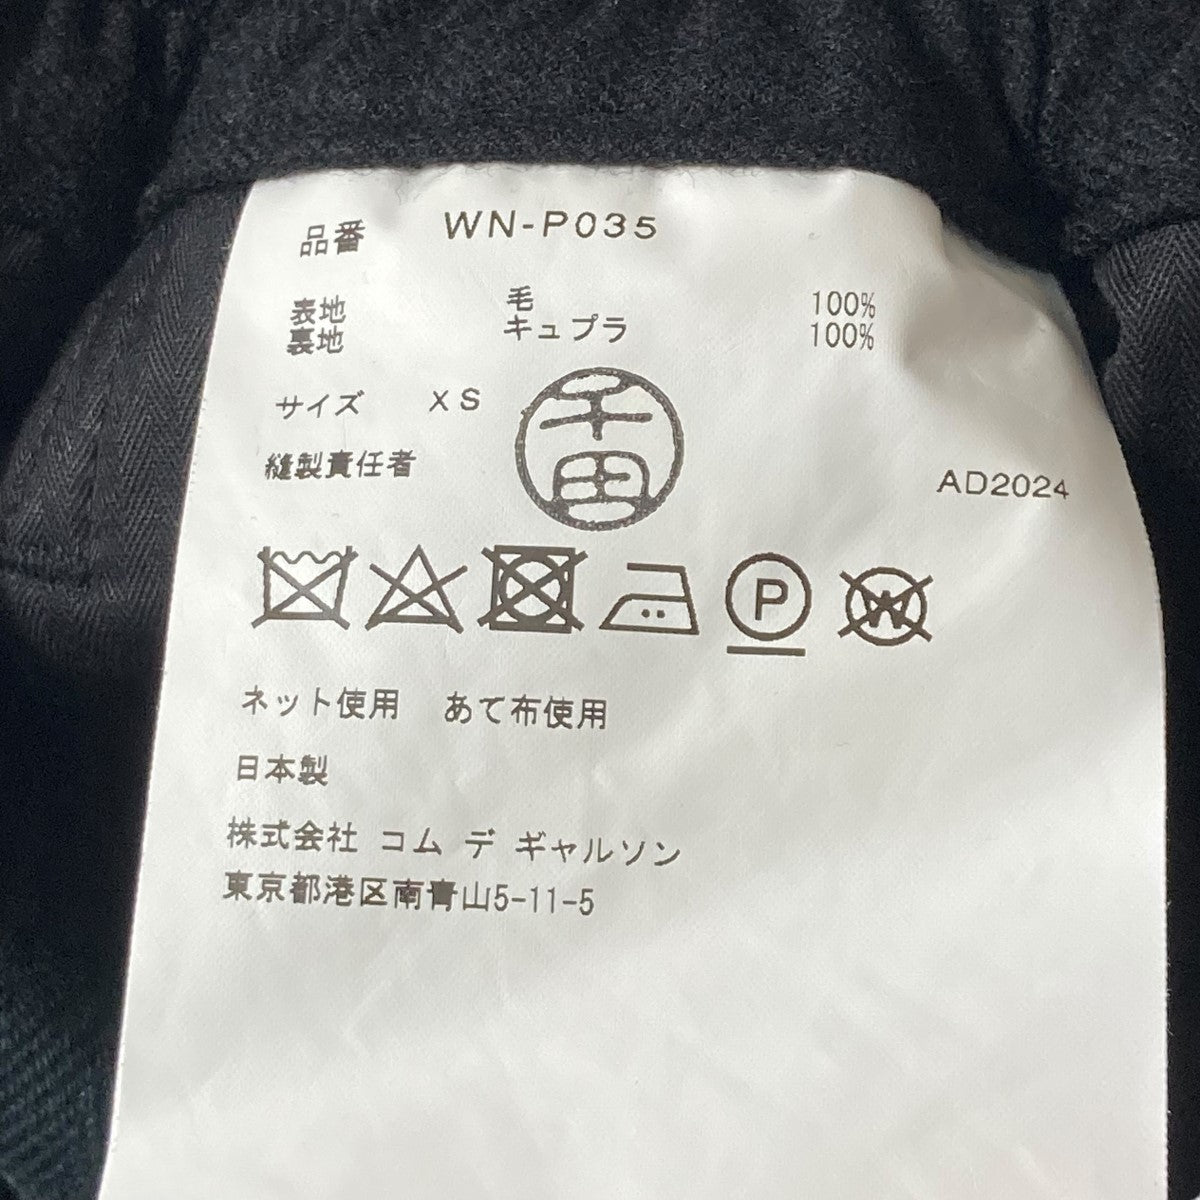 品番 WN-P035
表地 毛 100%
裏地 キュプラ 100%
サイズ XS
千田
縫製責任者
AD2024
P W
ネット使用 あて布使用
日本製
株式会社 コム デ ギャルソン
東京都港区南青山5-11-5